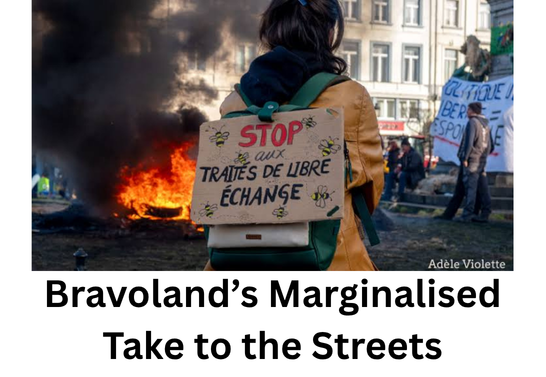 STOP
aux
TRAITÉS DE LIBRE
ÉCHANGE
Adèle Violette
Bravoland's Marginalised
Take to the Streets